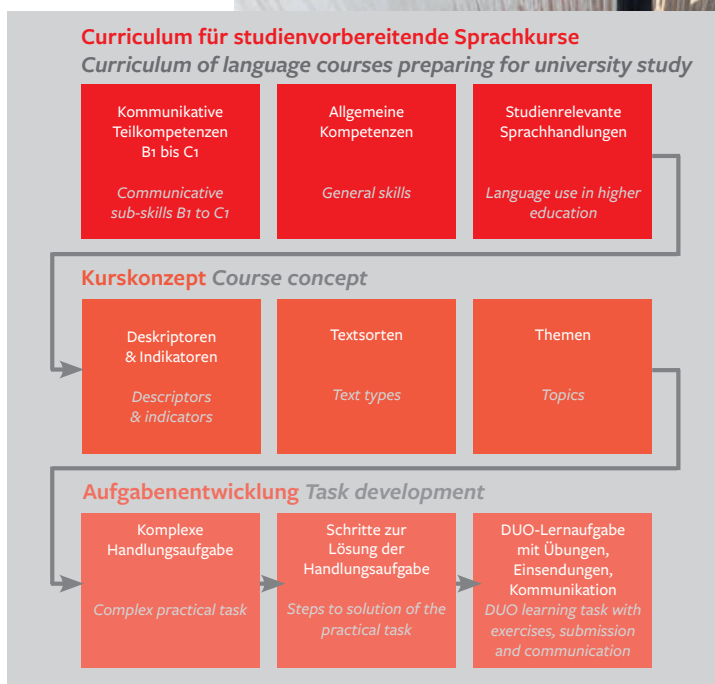 Curriculum für studienvorbereitende Sprachkurse
Curriculum of language courses preparing for university study
Kommunikative
Teilkompetenzen
B1 bis C1
Communicative
sub-skills B1 to C1
Allgemeine
Kompetenzen
General skills
Studienrelevante
Sprachhandlungen
Language use in higher
education
Kurskonzept Course concept
Deskriptoren
& Indikatoren
Descriptors
& indicators
Textsorten
Text types
Themen
Topics
Aufgabenentwicklung Task development
Komplexe
Handlungsaufgabe
Complex practical task
Schritte zur
Lösung der
Handlungsaufgabe
Steps to solution of the
practical task
DUO-Lernaufgabe
mit Übungen,
Einsendungen,
Kommunikation
DUO learning task with
exercises, submission
and communication